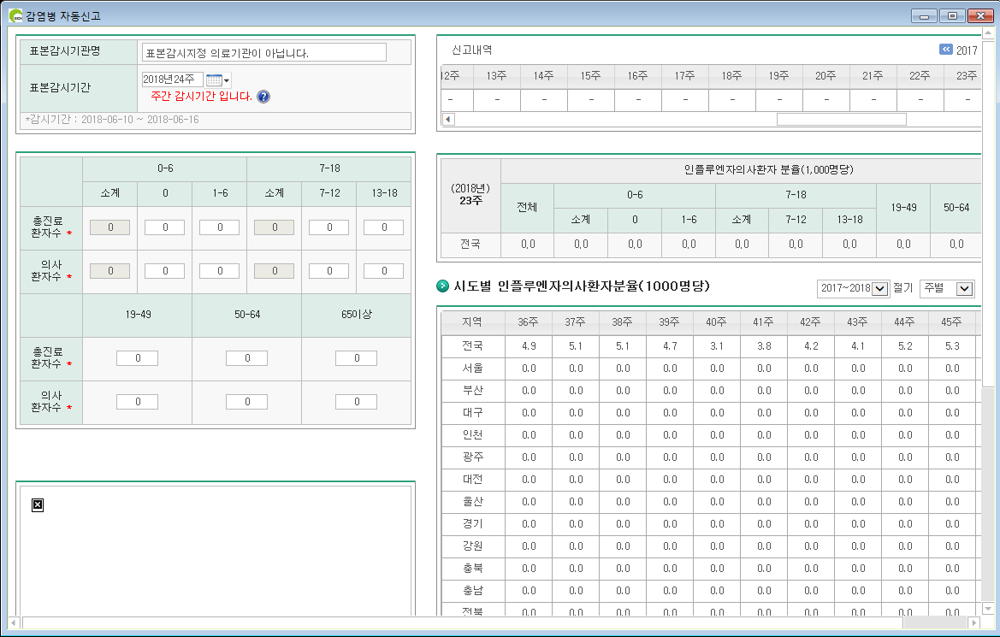 감염병 자동신고
표본감시기관명 표본감시지정 의료기관이 아닙니다.
표본감시기간 2018년24주
주간 감시기간 입니다. ?
*감시기간 : 2018-06-10 ~ 2018-06-16
0-6 7-18
소계 0 1-6 소계 7-12 13-18
총진료
환자수 * 0 0 0 0 0 0
의사
환자수 * 0 0 0 0 0 0
19-49 50-64 65이상
총진료
환자수 * 0 0 0
의사
환자수 * 0 0 0
신고내역 2017
12주 13주 14주 15주 16주 17주 18주 19주 20주 21주 22주 23주
- - - - - - - - - - - -
(2018년)
23주
인플루엔자의사환자 분율(1,000명당)
전체 0-6 7-18 19-49 50-64
소계 0 1-6 소계 7-12 13-18
전국 0.0 0.0 0.0 0.0 0.0 0.0 0.0 0.0 0.0
시도별 인플루엔자의사환자분율(1000명당) 2017~2018 절기 주별
지역 36주 37주 38주 39주 40주 41주 42주 43주 44주 45주
전국 4.9 5.1 5.1 4.7 3.1 3.8 4.2 4.1 5.2 5.3
서울 0.0 0.0 0.0 0.0 0.0 0.0 0.0 0.0 0.0 0.0
부산 0.0 0.0 0.0 0.0 0.0 0.0 0.0 0.0 0.0 0.0
대구 0.0 0.0 0.0 0.0 0.0 0.0 0.0 0.0 0.0 0.0
인천 0.0 0.0 0.0 0.0 0.0 0.0 0.0 0.0 0.0 0.0
광주 0.0 0.0 0.0 0.0 0.0 0.0 0.0 0.0 0.0 0.0
대전 0.0 0.0 0.0 0.0 0.0 0.0 0.0 0.0 0.0 0.0
울산 0.0 0.0 0.0 0.0 0.0 0.0 0.0 0.0 0.0 0.0
경기 0.0 0.0 0.0 0.0 0.0 0.0 0.0 0.0 0.0 0.0
강원 0.0 0.0 0.0 0.0 0.0 0.0 0.0 0.0 0.0 0.0
충북 0.0 0.0 0.0 0.0 0.0 0.0 0.0 0.0 0.0 0.0
충남 0.0 0.0 0.0 0.0 0.0 0.0 0.0 0.0 0.0 0.0
전북 0.0 0.0 0.0 0.0 0.0 0.0 0.0 0.0 0.0 0.0